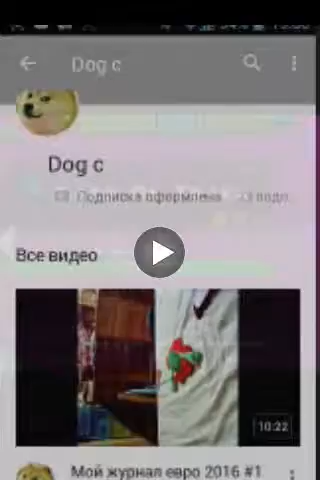 Dog c
Dog c
Подписка оформлена
Все видео
10:22
Мой журнал евро 2016 #1